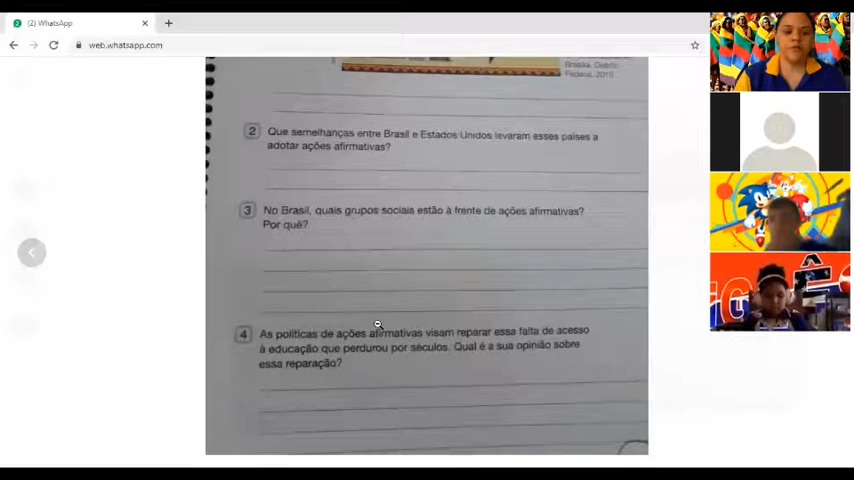 (2) WhatsApp
web.whatsapp.com
Brasília, Distrito
Federal, 2013.
2 Que semelhanças entre Brasil e Estados Unidos levaram esses países a
adotar ações afirmativas?
3 No Brasil, quais grupos sociais estão à frente de ações afirmativas?
Por quê?
4 As políticas de ações afirmativas visam reparar essa falta de acesso
à educação que perdurou por séculos. Qual é a sua opinião sobre
essa reparação?